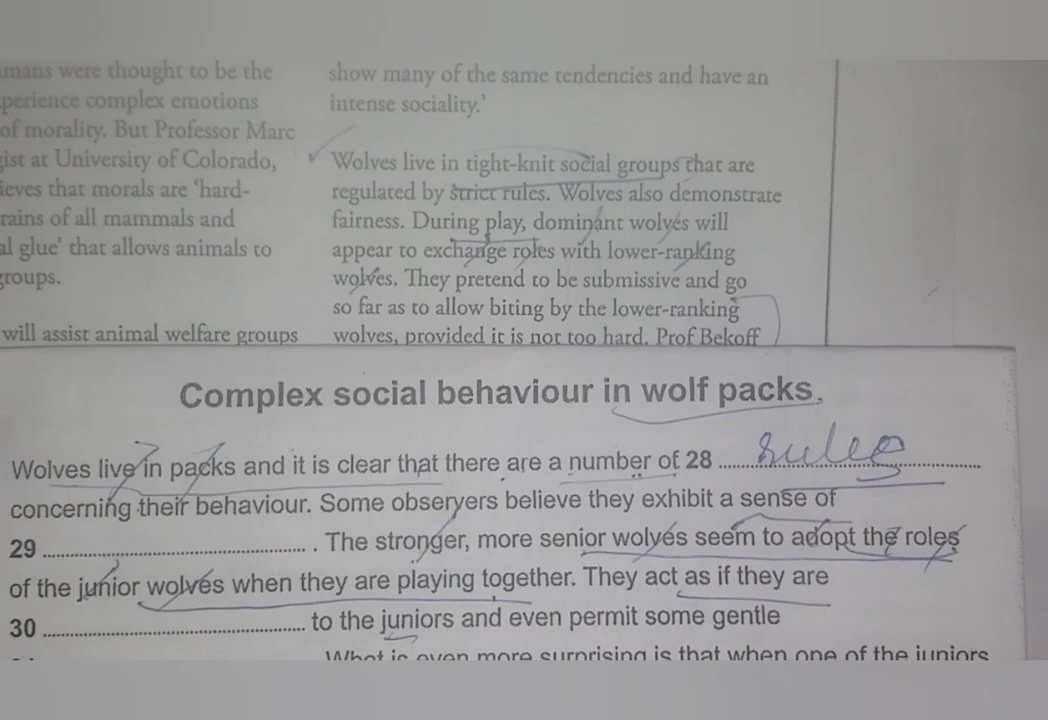 mans were thought to be the
perience complex emotions
of morality. But Professor Marc
gist at University of Colorado,
ieves that morals are ‘hard-
rains of all mammals and
al glue’ that allows animals to
groups.
will assist animal welfare groups
show many of the same tendencies and have an
intense sociality.’
Wolves live in tight-knit social groups that are
regulated by strict rules. Wolves also demonstrate
fairness. During play, dominant wolves will
appear to exchange roles with lower-ranking
wolves. They pretend to be submissive and go
so far as to allow biting by the lower-ranking
wolves, provided it is not too hard. Prof Bekoff
Complex social behaviour in wolf packs.
Wolves live in packs and it is clear that there are a number of 28 rules
concerning their behaviour. Some observers believe they exhibit a sense of
29 .............................................. . The stronger, more senior wolves seem to adopt the roles
of the junior wolves when they are playing together. They act as if they are
30 .............................................. to the juniors and even permit some gentle
What is even more surprising is that when one of the juniors